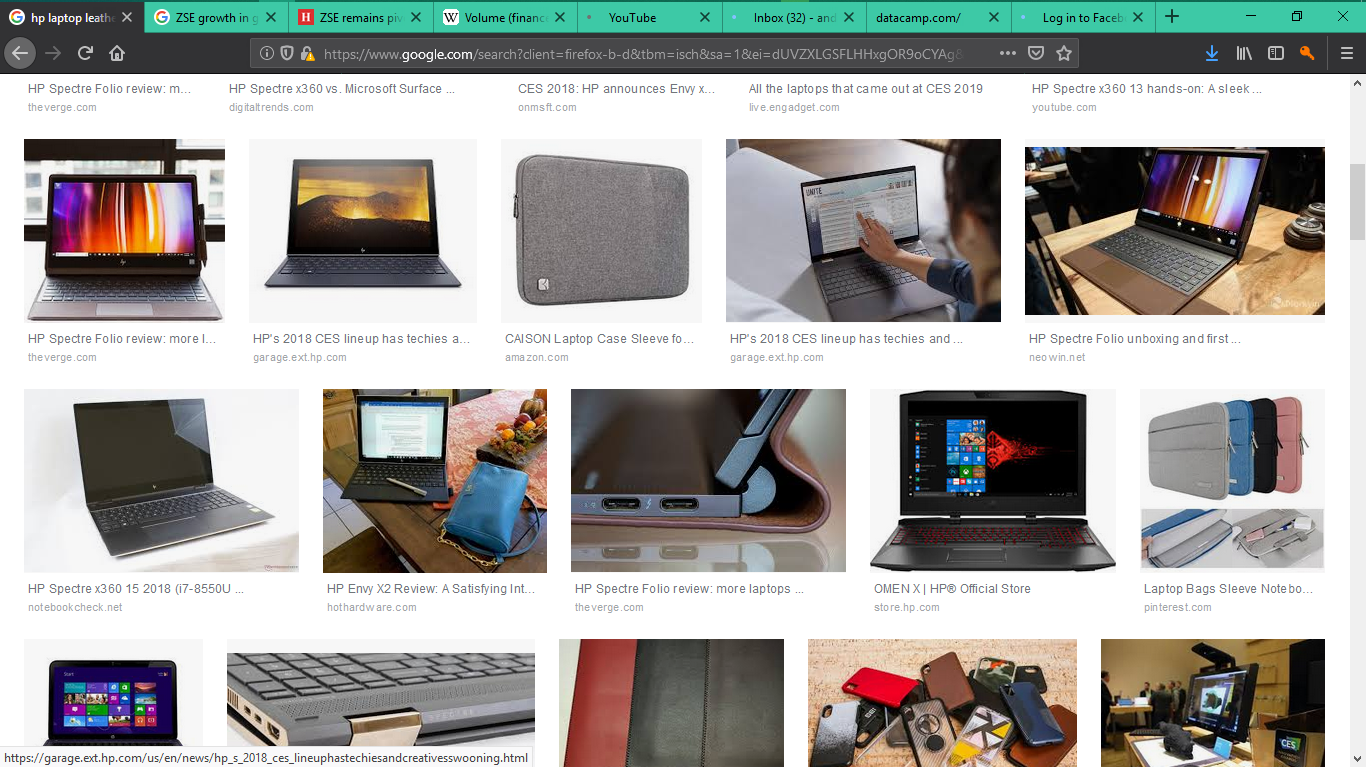 hp laptop leathe
ZSE growth in g
ZSE remains piv
Volume (finance
YouTube
Inbox (32) - and
datacamp.com/
Log in to Faceb
https://www.google.com/search?client=firefox-b-d&tbm=isch&sa=1&ei=dUVZXLGSFLHHxgOR9oCYAg&
HP Spectre Folio review: m...
HP Spectre x360 vs. Microsoft Surface ...
CES 2018: HP announces Envy x...
All the laptops that came out at CES 2019
HP Spectre x360 13 hands-on: A sleek ...
theverge.com
digitaltrends.com
onmsft.com
live.engadget.com
youtube.com
UNITE
HP Spectre Folio review: more l...
HP's 2018 CES lineup has techies a...
CAISON Laptop Case Sleeve fo...
HP's 2018 CES lineup has techies and ...
HP Spectre Folio unboxing and first ...
theverge.com
garage.ext.hp.com
amazon.com
garage.ext.hp.com
neowin.net
HP Spectre x360 15 2018 (i7-8550U ...
HP Envy X2 Review: A Satisfying Int...
HP Spectre Folio review: more laptops ...
OMEN X | HP® Official Store
Laptop Bags Sleeve Notebo...
notebookcheck.net
hothardware.com
theverge.com
store.hp.com
pinterest.com
Start
SPECTRE
CES
https://garage.ext.hp.com/us/en/news/hp_s_2018_ces_lineuphastechiesandcreativesswooning.html